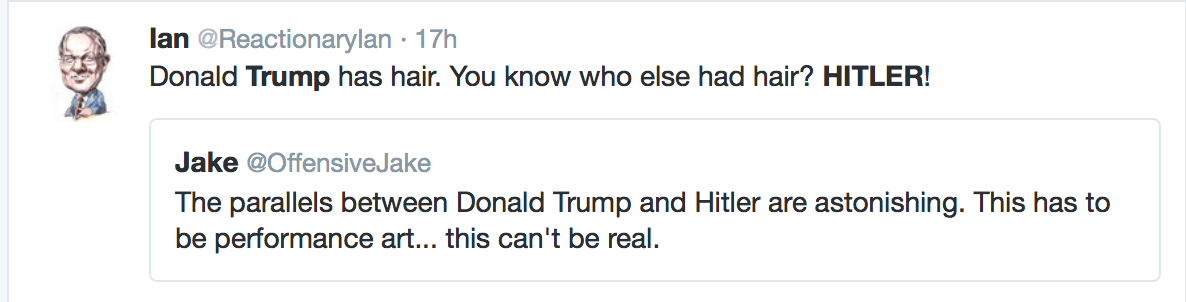 Ian @ReactionaryIan · 17h
Donald Trump has hair. You know who else had hair? HITLER!
Jake @OffensiveJake
The parallels between Donald Trump and Hitler are astonishing. This has to
be performance art... this can't be real.